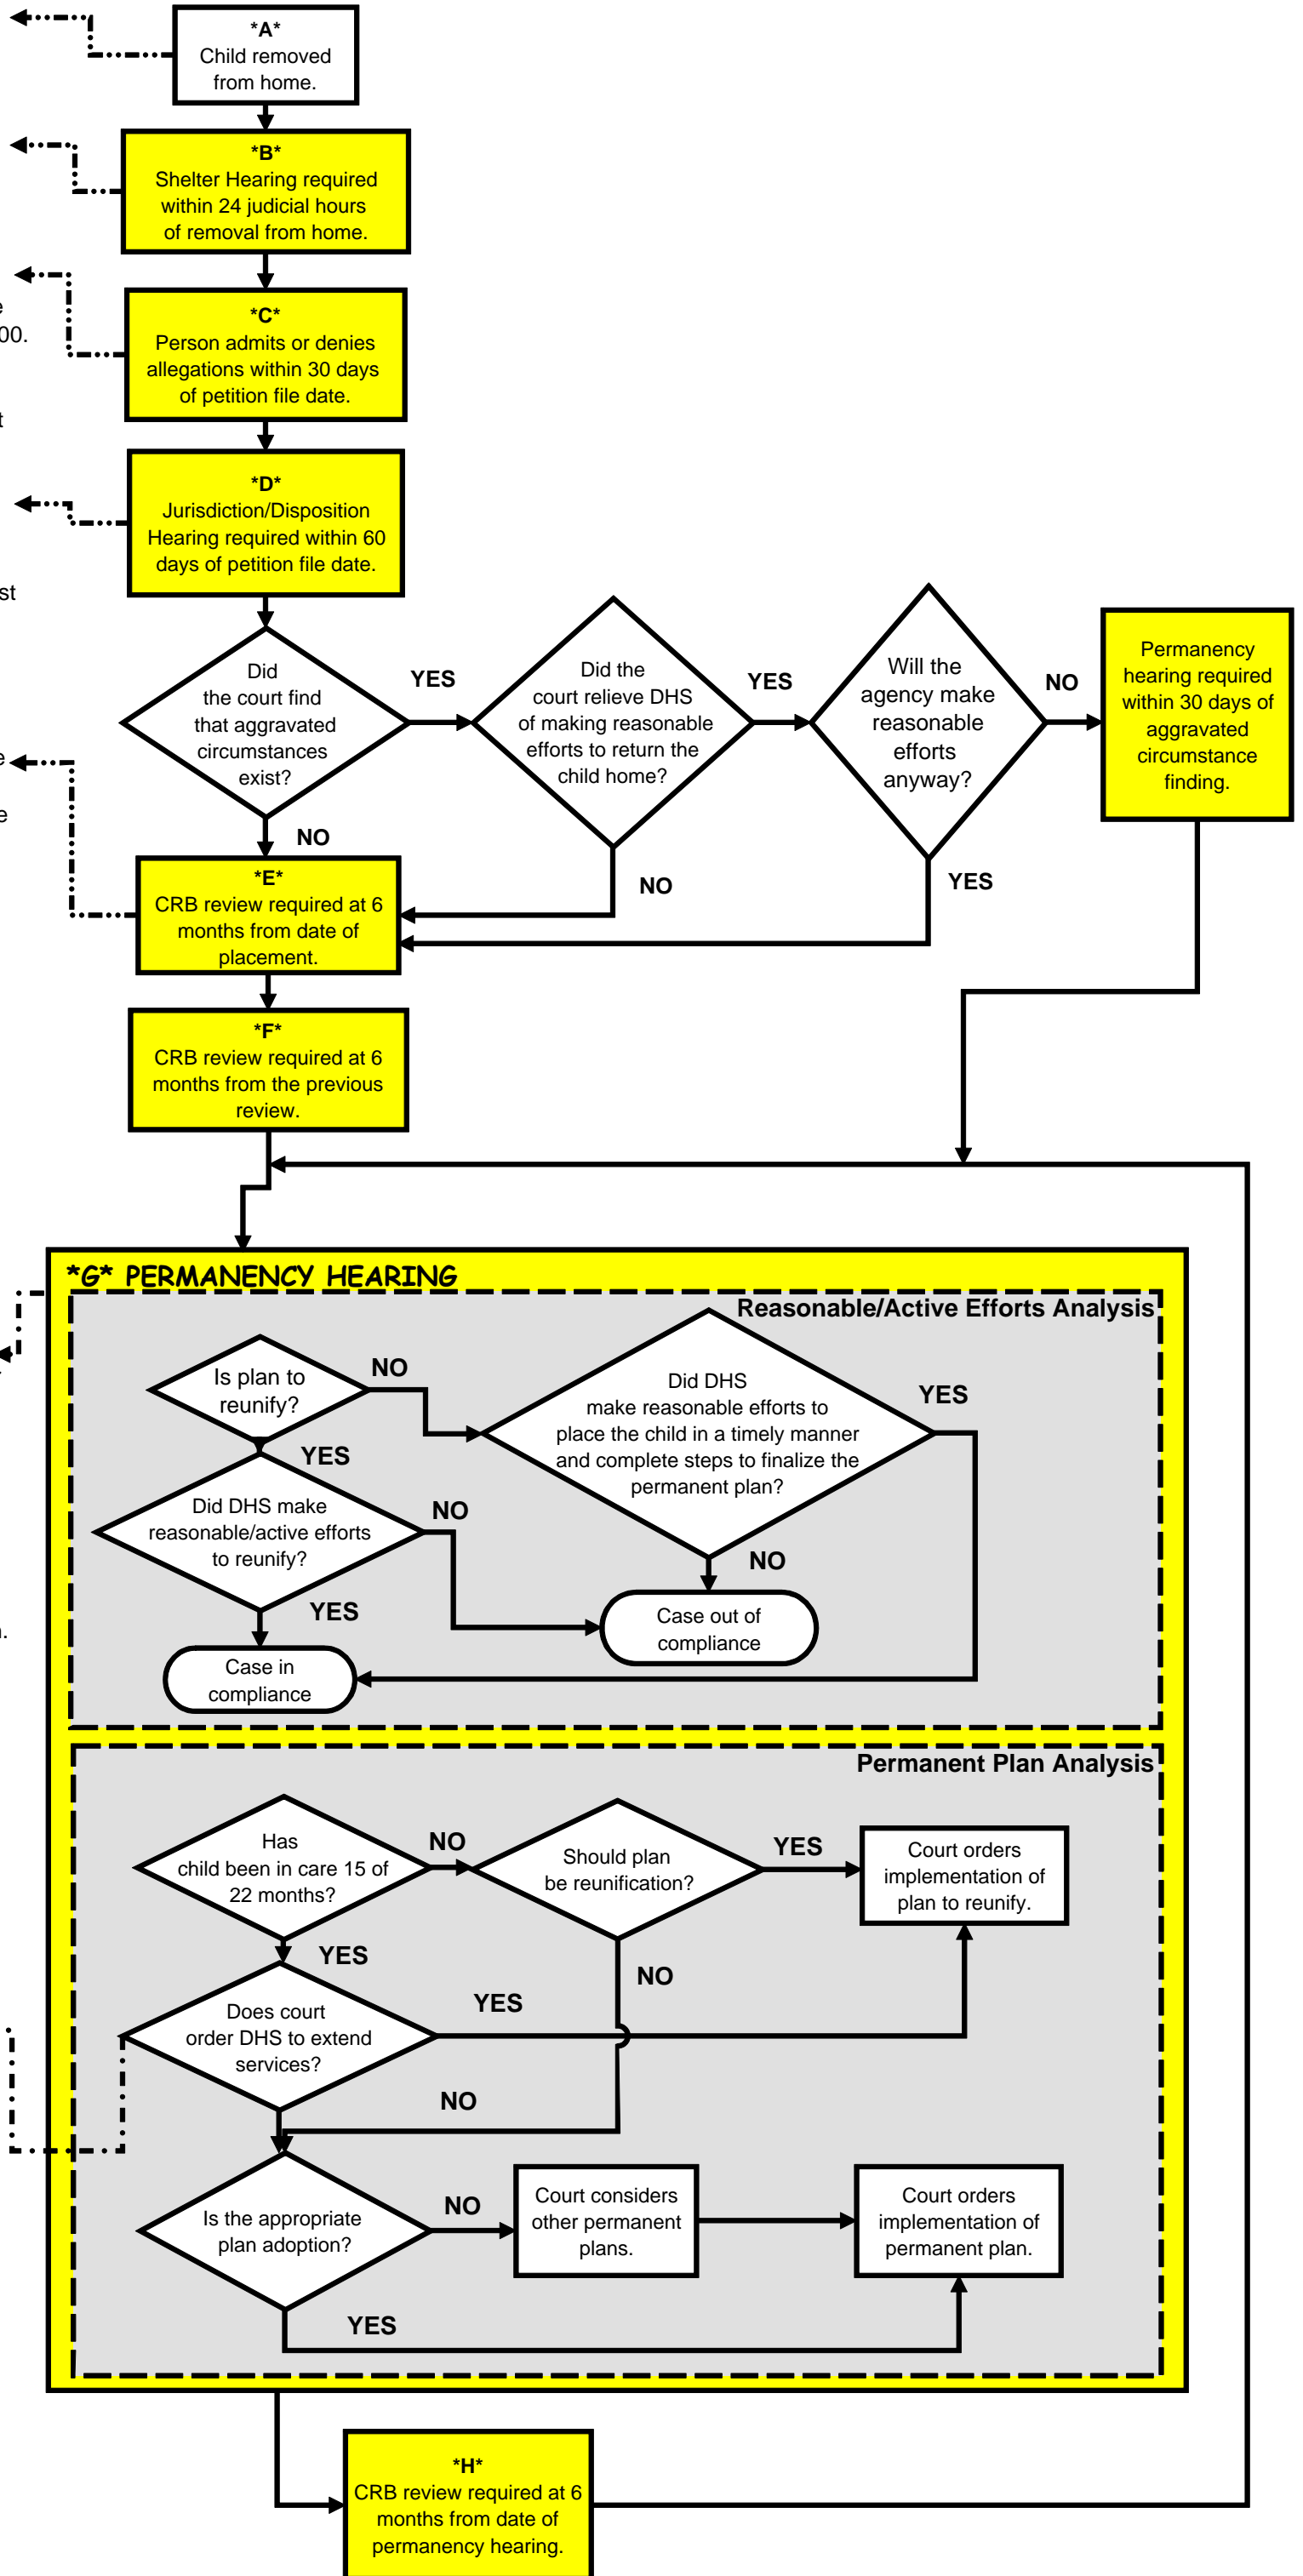 *A*
Child removed
from home.
*B*
Shelter Hearing required
within 24 judicial hours
of removal from home.
e
00.
*C*
Person admits or denies
allegations within 30 days
of petition file date.
t
*D*
Jurisdiction/Disposition
Hearing required within 60
days of petition file date.
st
Did
the court find
that aggravated
circumstances
exist?
YES
Did the
court relieve DHS
of making reasonable
efforts to return the
child home?
YES
Will the
agency make
reasonable
efforts
anyway?
NO
Permanency
hearing required
within 30 days of
aggravated
circumstance
finding.
e
e
NO
NO
YES
*E*
CRB review required at 6
months from date of
placement.
*F*
CRB review required at 6
months from the previous
review.
*G* PERMANENCY HEARING
Reasonable/Active Efforts Analysis
Is plan to
reunify?
NO
Did DHS
make reasonable efforts to
place the child in a timely manner
and complete steps to finalize the
permanent plan?
YES
YES
Did DHS make
reasonable/active efforts
to reunify?
NO
NO
YES
Case out of
compliance
n.
Case in
compliance
Permanent Plan Analysis
Has
child been in care 15 of
22 months?
NO
Should plan
be reunification?
YES
Court orders
implementation of
plan to reunify.
YES
NO
Does court
order DHS to extend
services?
YES
NO
Is the appropriate
plan adoption?
NO
Court considers
other permanent
plans.
Court orders
implementation of
permanent plan.
YES
*H*
CRB review required at 6
months from date of
permanency hearing.